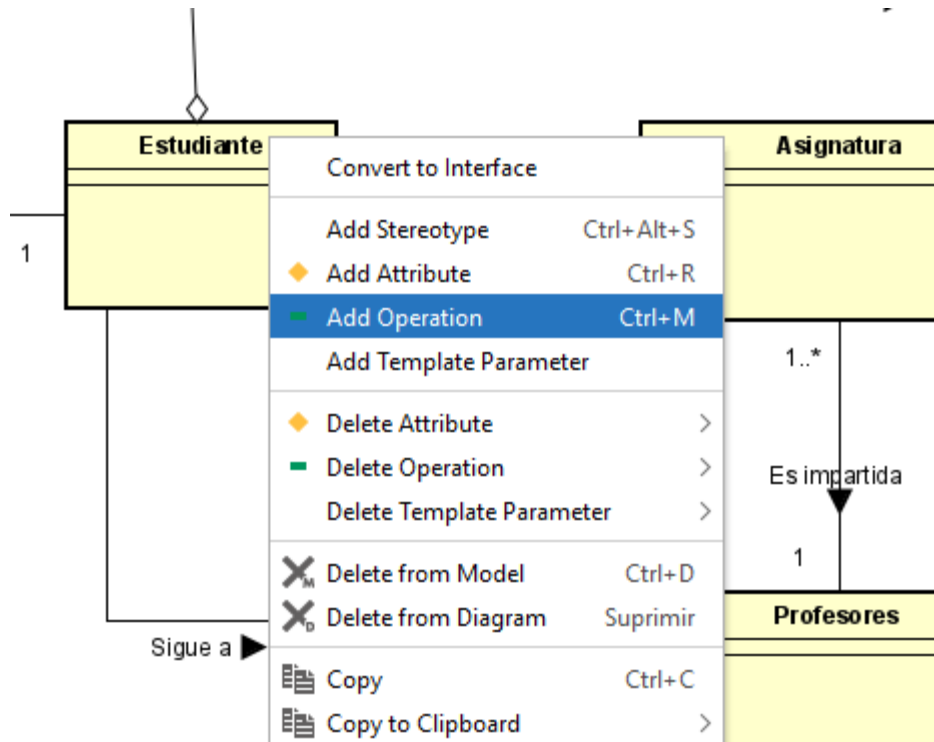 Estudiante
Asignatura
1
Convert to Interface
Add Stereotype Ctrl+Alt+S
Add Attribute Ctrl+R
Add Operation Ctrl+M
Add Template Parameter
Delete Attribute
Delete Operation
Delete Template Parameter
Delete from Model Ctrl+D
Delete from Diagram Suprimir
Copy Ctrl+C
Copy to Clipboard
1..*
Es impartida
1
Profesores
Sigue a